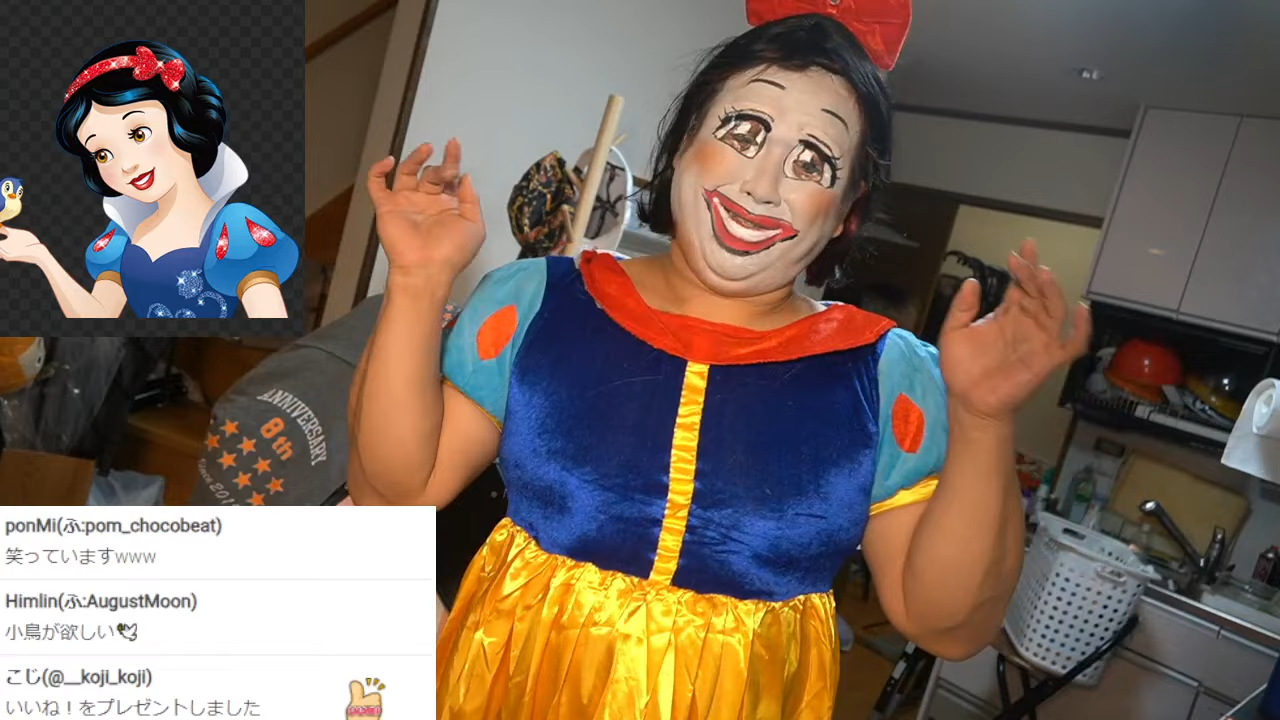 ANNIVERSARY
8th
Since 201
ponMi(ふ:pom_chocobeat)
笑っていますwww
Himlin(ふ:AugustMoon)
小鳥が欲しい🕊
こじ(@__koji_koji)
いいね！をプレゼントしました